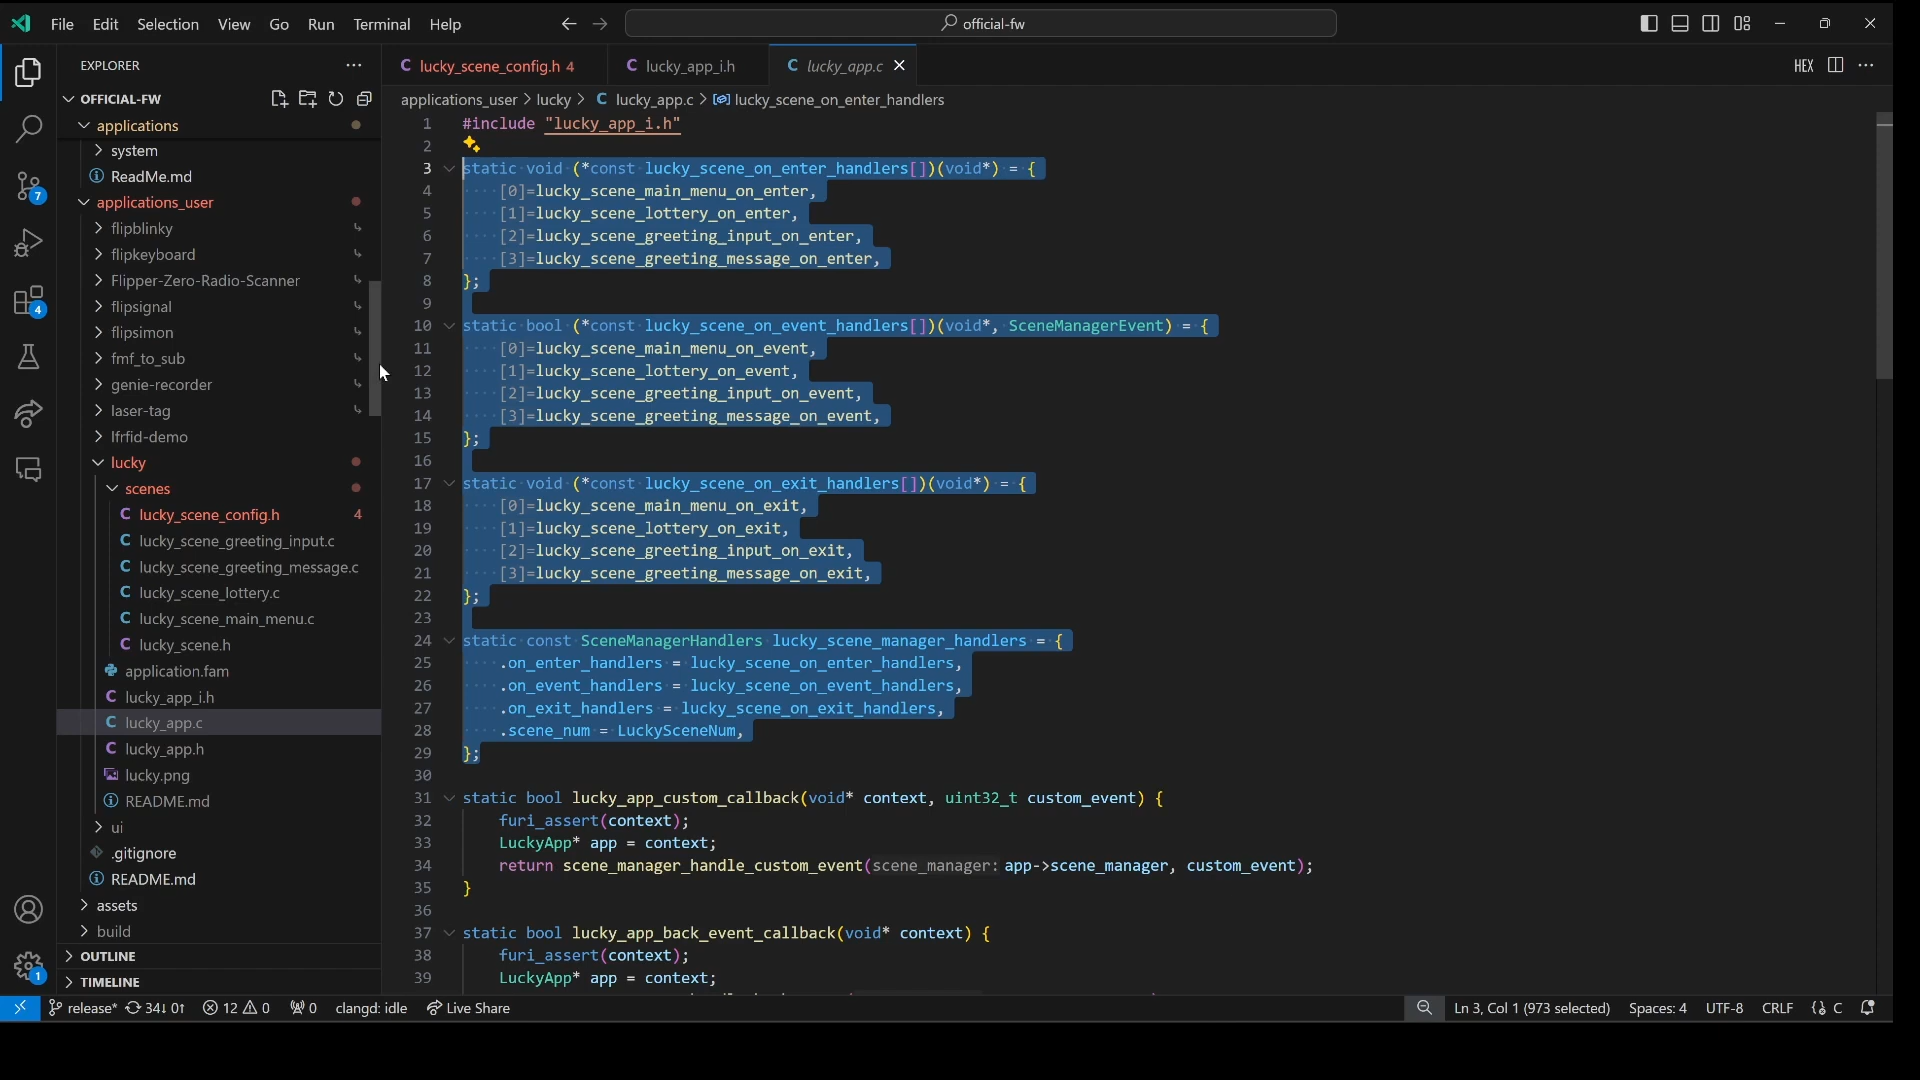 File Edit Selection View Go Run Terminal Help
official-fw
EXPLORER
OFFICIAL-FW
applications
system
ReadMe.md
applications_user
flipblinky
flipkeyboard
Flipper-Zero-Radio-Scanner
flipsignal
flipsimon
fmf_to_sub
genie-recorder
laser-tag
lfrfid-demo
lucky
scenes
C lucky_scene_config.h 4
C lucky_scene_greeting_input.c
C lucky_scene_greeting_message.c
C lucky_scene_lottery.c
C lucky_scene_main_menu.c
C lucky_scene.h
application.fam
C lucky_app_i.h
C lucky_app.c
C lucky_app.h
lucky.png
README.md
ui
.gitignore
README.md
assets
build
OUTLINE
TIMELINE
7
4
1
C lucky_scene_config.h 4
C lucky_app_i.h
C lucky_app.c
HEX
applications_user > lucky > C lucky_app.c > lucky_scene_on_enter_handlers
1 #include "lucky_app_i.h"
2
3 static void (*const lucky_scene_on_enter_handlers[])(void*) = {
4 [0]=lucky_scene_main_menu_on_enter,
5 [1]=lucky_scene_lottery_on_enter,
6 [2]=lucky_scene_greeting_input_on_enter,
7 [3]=lucky_scene_greeting_message_on_enter,
8 };
9
10 static bool (*const lucky_scene_on_event_handlers[])(void*, SceneManagerEvent) = {
11 [0]=lucky_scene_main_menu_on_event,
12 [1]=lucky_scene_lottery_on_event,
13 [2]=lucky_scene_greeting_input_on_event,
14 [3]=lucky_scene_greeting_message_on_event,
15 };
16
17 static void (*const lucky_scene_on_exit_handlers[])(void*) = {
18 [0]=lucky_scene_main_menu_on_exit,
19 [1]=lucky_scene_lottery_on_exit,
20 [2]=lucky_scene_greeting_input_on_exit,
21 [3]=lucky_scene_greeting_message_on_exit,
22 };
23
24 static const SceneManagerHandlers lucky_scene_manager_handlers = {
25 .on_enter_handlers = lucky_scene_on_enter_handlers,
26 .on_event_handlers = lucky_scene_on_event_handlers,
27 .on_exit_handlers = lucky_scene_on_exit_handlers,
28 .scene_num = LuckySceneNum,
29 };
30
31 static bool lucky_app_custom_callback(void* context, uint32_t custom_event) {
32 furi_assert(context);
33 LuckyApp* app = context;
34 return scene_manager_handle_custom_event(scene_manager: app->scene_manager, custom_event);
35 }
36
37 static bool lucky_app_back_event_callback(void* context) {
38 furi_assert(context);
39 LuckyApp* app = context;
release* 34↓ 0↑ 12 0 0 clangd: idle Live Share
Ln 3, Col 1 (973 selected) Spaces: 4 UTF-8 CRLF {} C